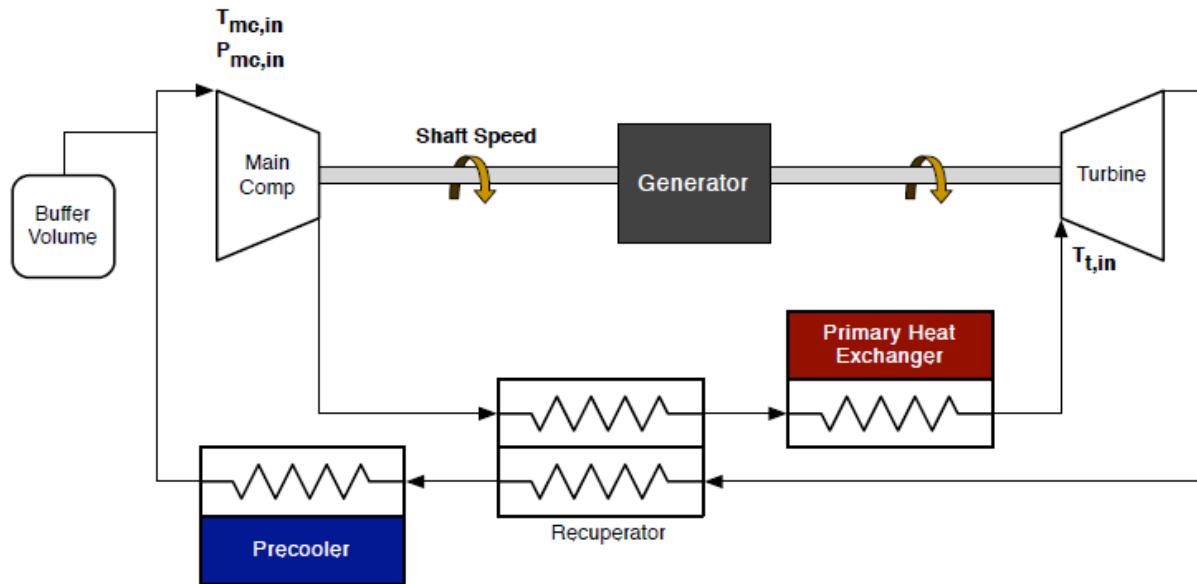 Tmc,in
Pmc,in
Shaft Speed
Main
Comp
Generator
Turbine
Buffer
Volume
Tt,in
Primary Heat
Exchanger
Recuperator
Precooler